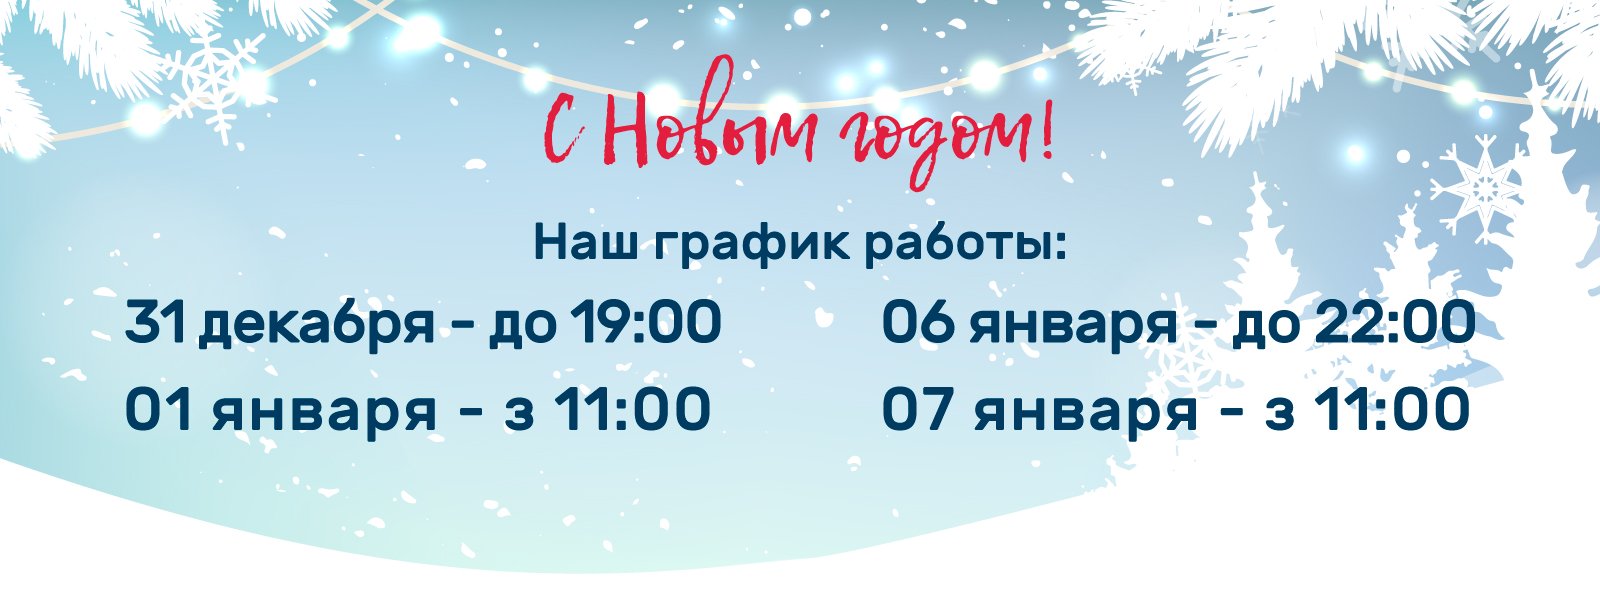 С Новым годом!
Наш график работы:
31 декабря - до 19:00
01 января - з 11:00
06 января - до 22:00
07 января - з 11:00